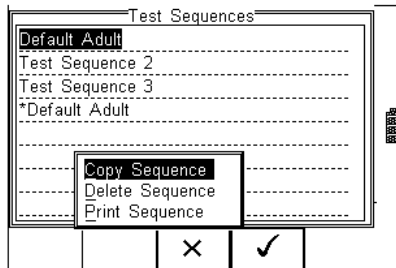 Test Sequences
Default Adult
Test Sequence 2
Test Sequence 3
*Default Adult
Copy Sequence
Delete Sequence
Print Sequence